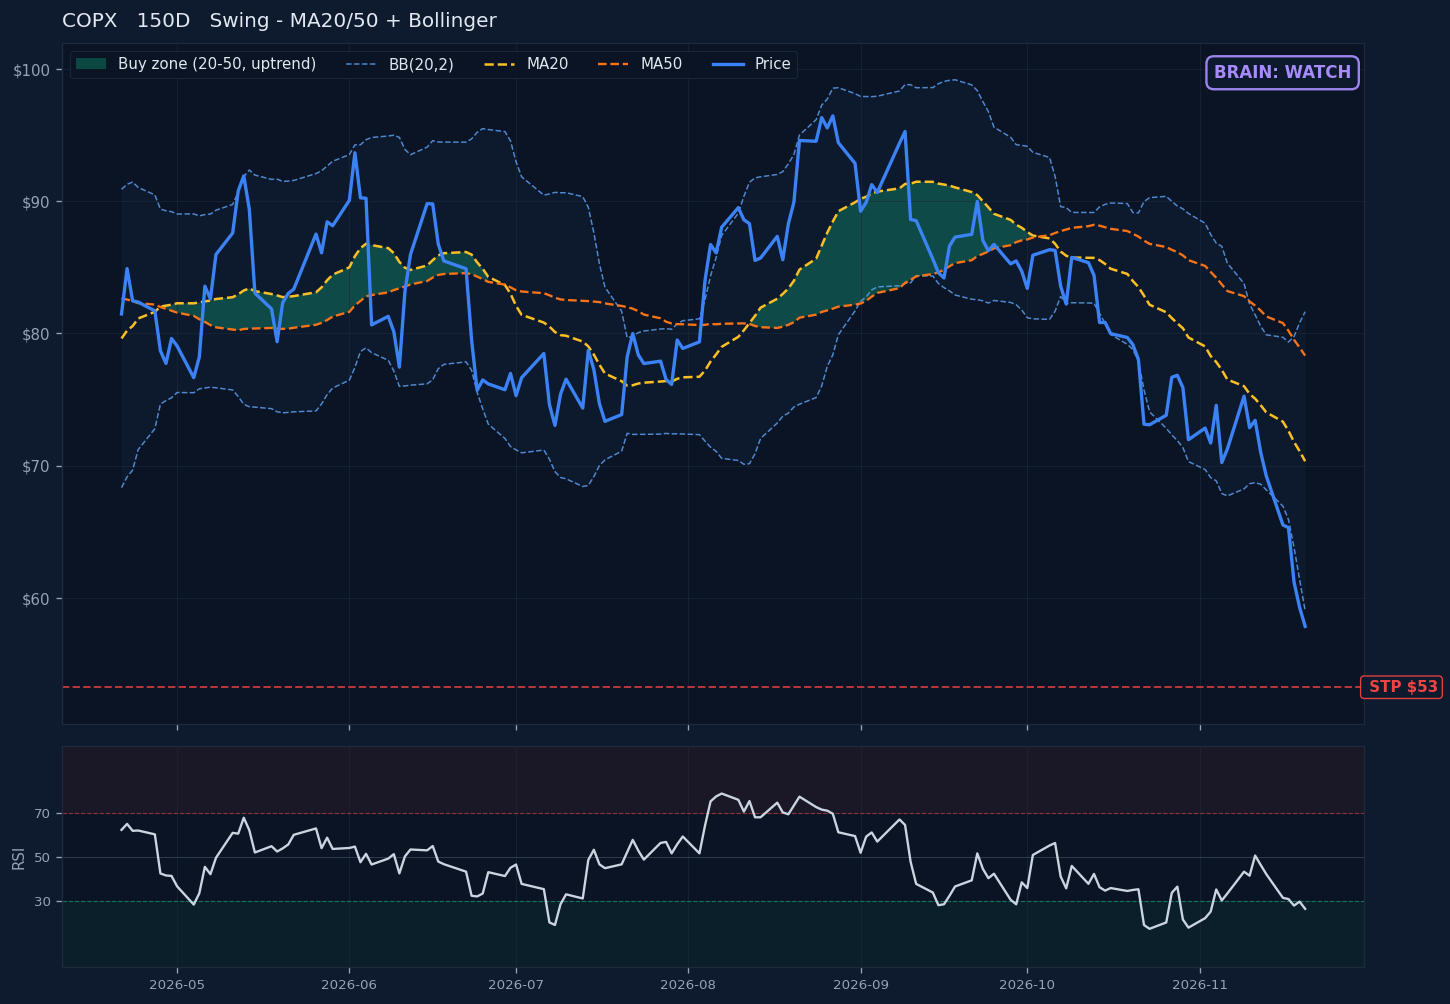 COPX 150D Swing - MA20/50 + Bollinger
Buy zone (20-50, uptrend) BB(20,2) MA20 MA50 Price
BRAIN: WATCH
$100
$90
$80
$70
$60
STP $53
70
50
30
RSI
2026-05 2026-06 2026-07 2026-08 2026-09 2026-10 2026-11